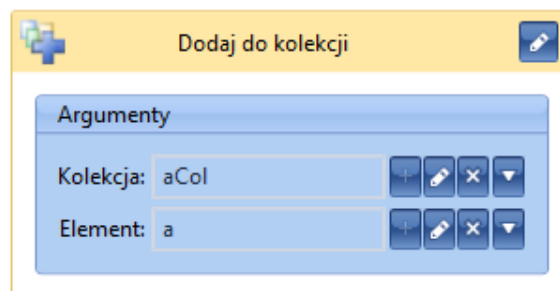 Dodaj do kolekcji
Argumenty
Kolekcja: aCol
Element: a